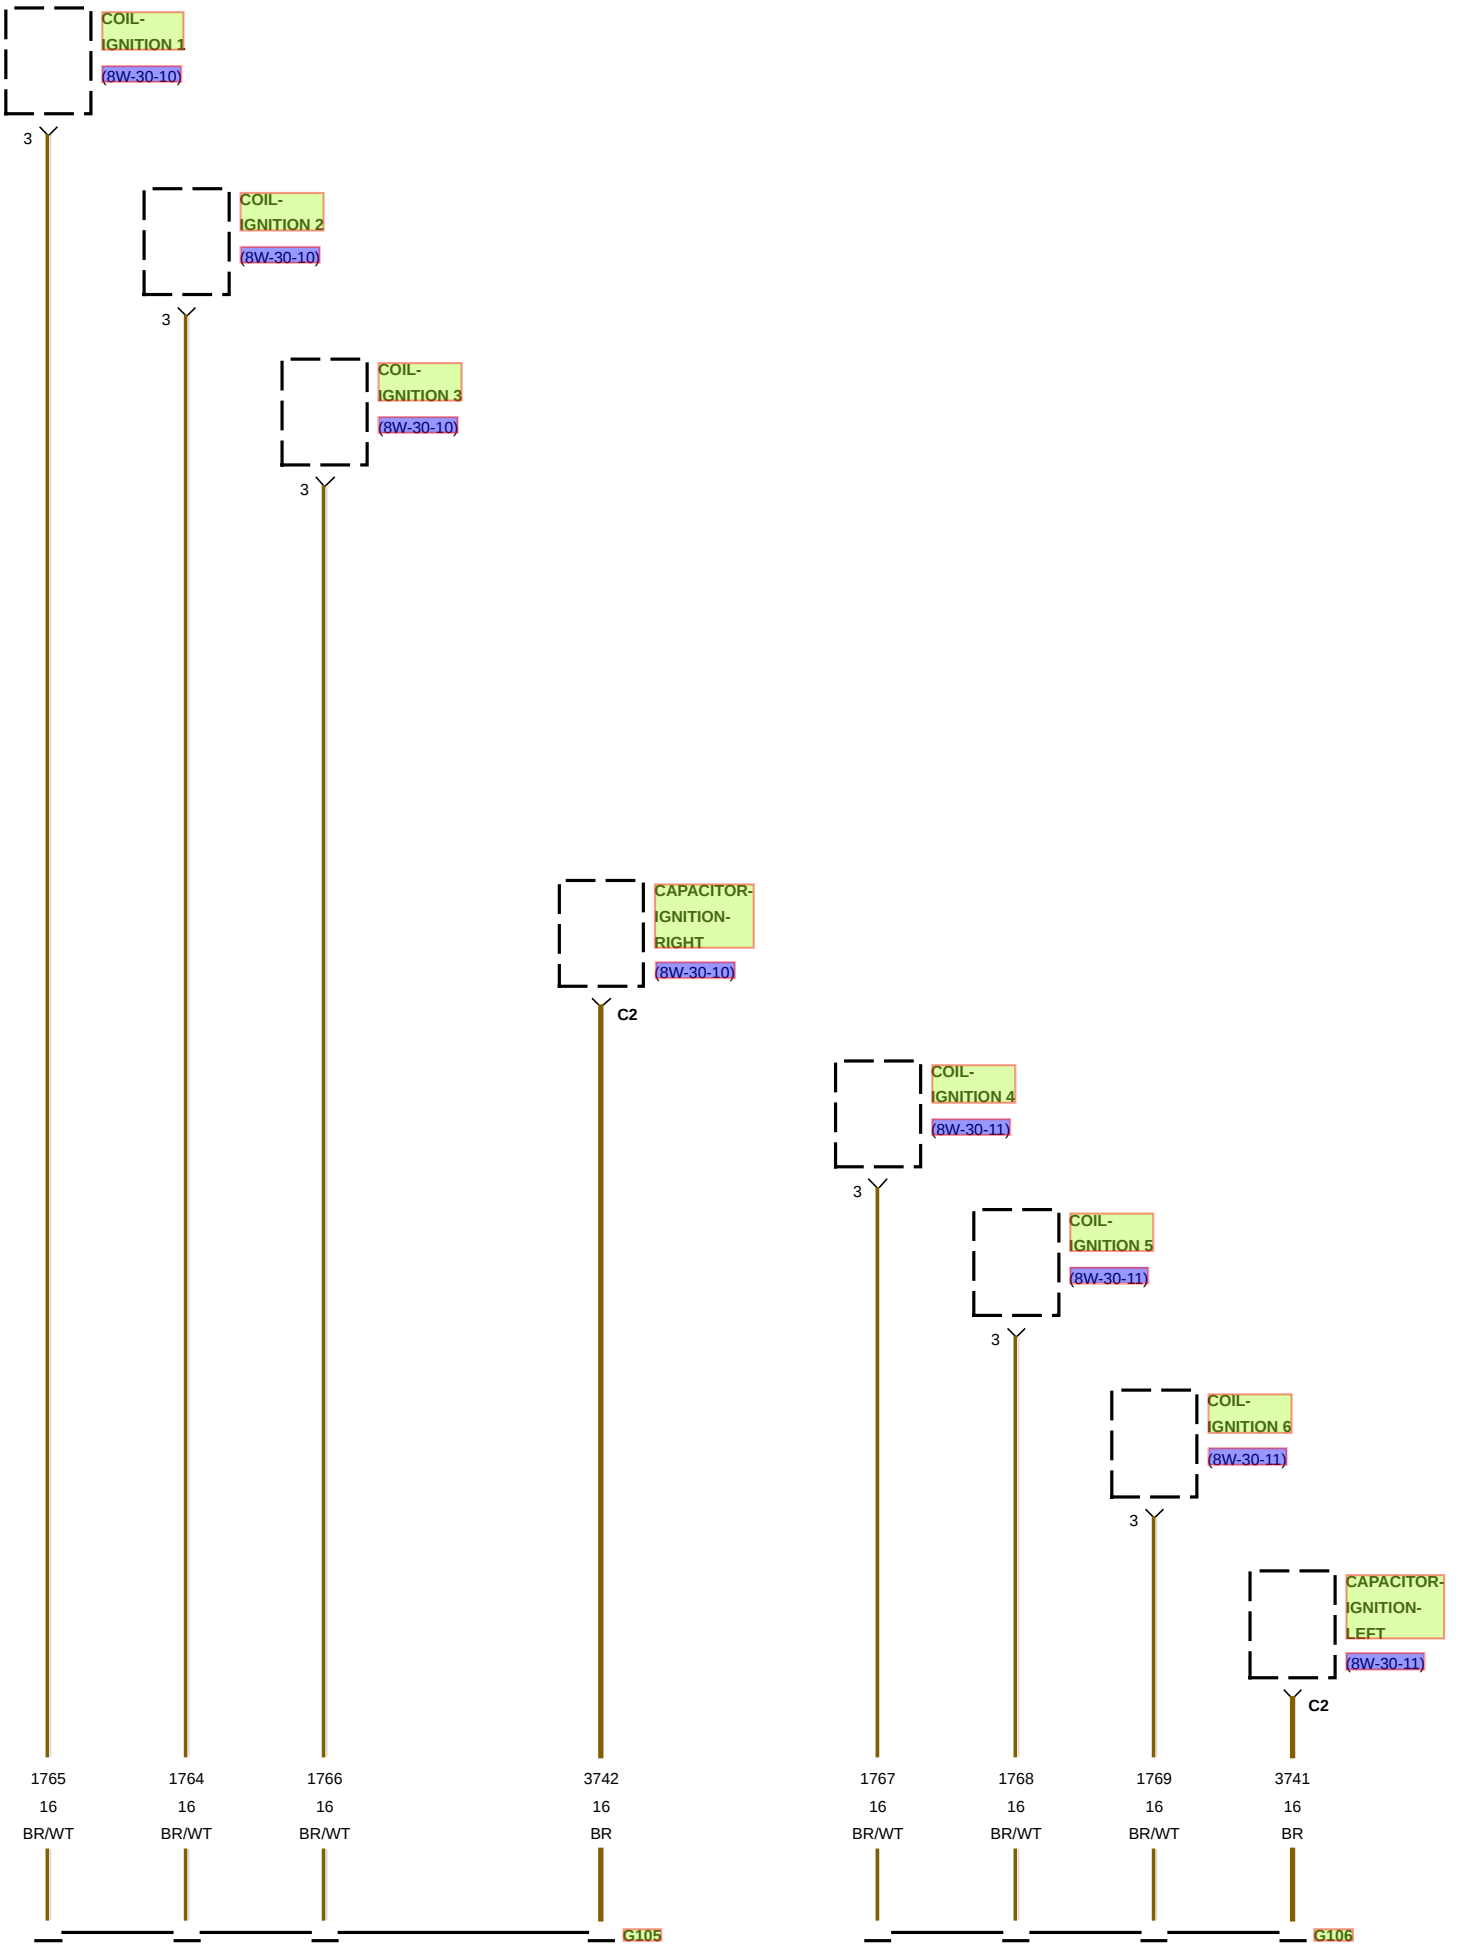 COIL-
IGNITION 1
(8W-30-10)
3
COIL-
IGNITION 2
(8W-30-10)
3
COIL-
IGNITION 3
(8W-30-10)
3
CAPACITOR-
IGNITION-
RIGHT
(8W-30-10)
C2
COIL-
IGNITION 4
(8W-30-11)
3
COIL-
IGNITION 5
(8W-30-11)
3
COIL-
IGNITION 6
(8W-30-11)
3
CAPACITOR-
IGNITION-
LEFT
(8W-30-11)
C2
1765 1764 1766 3742 1767 1768 1769 3741
16 16 16 16 16 16 16 16
BR/WT BR/WT BR/WT BR BR/WT BR/WT BR/WT BR
G105 G106